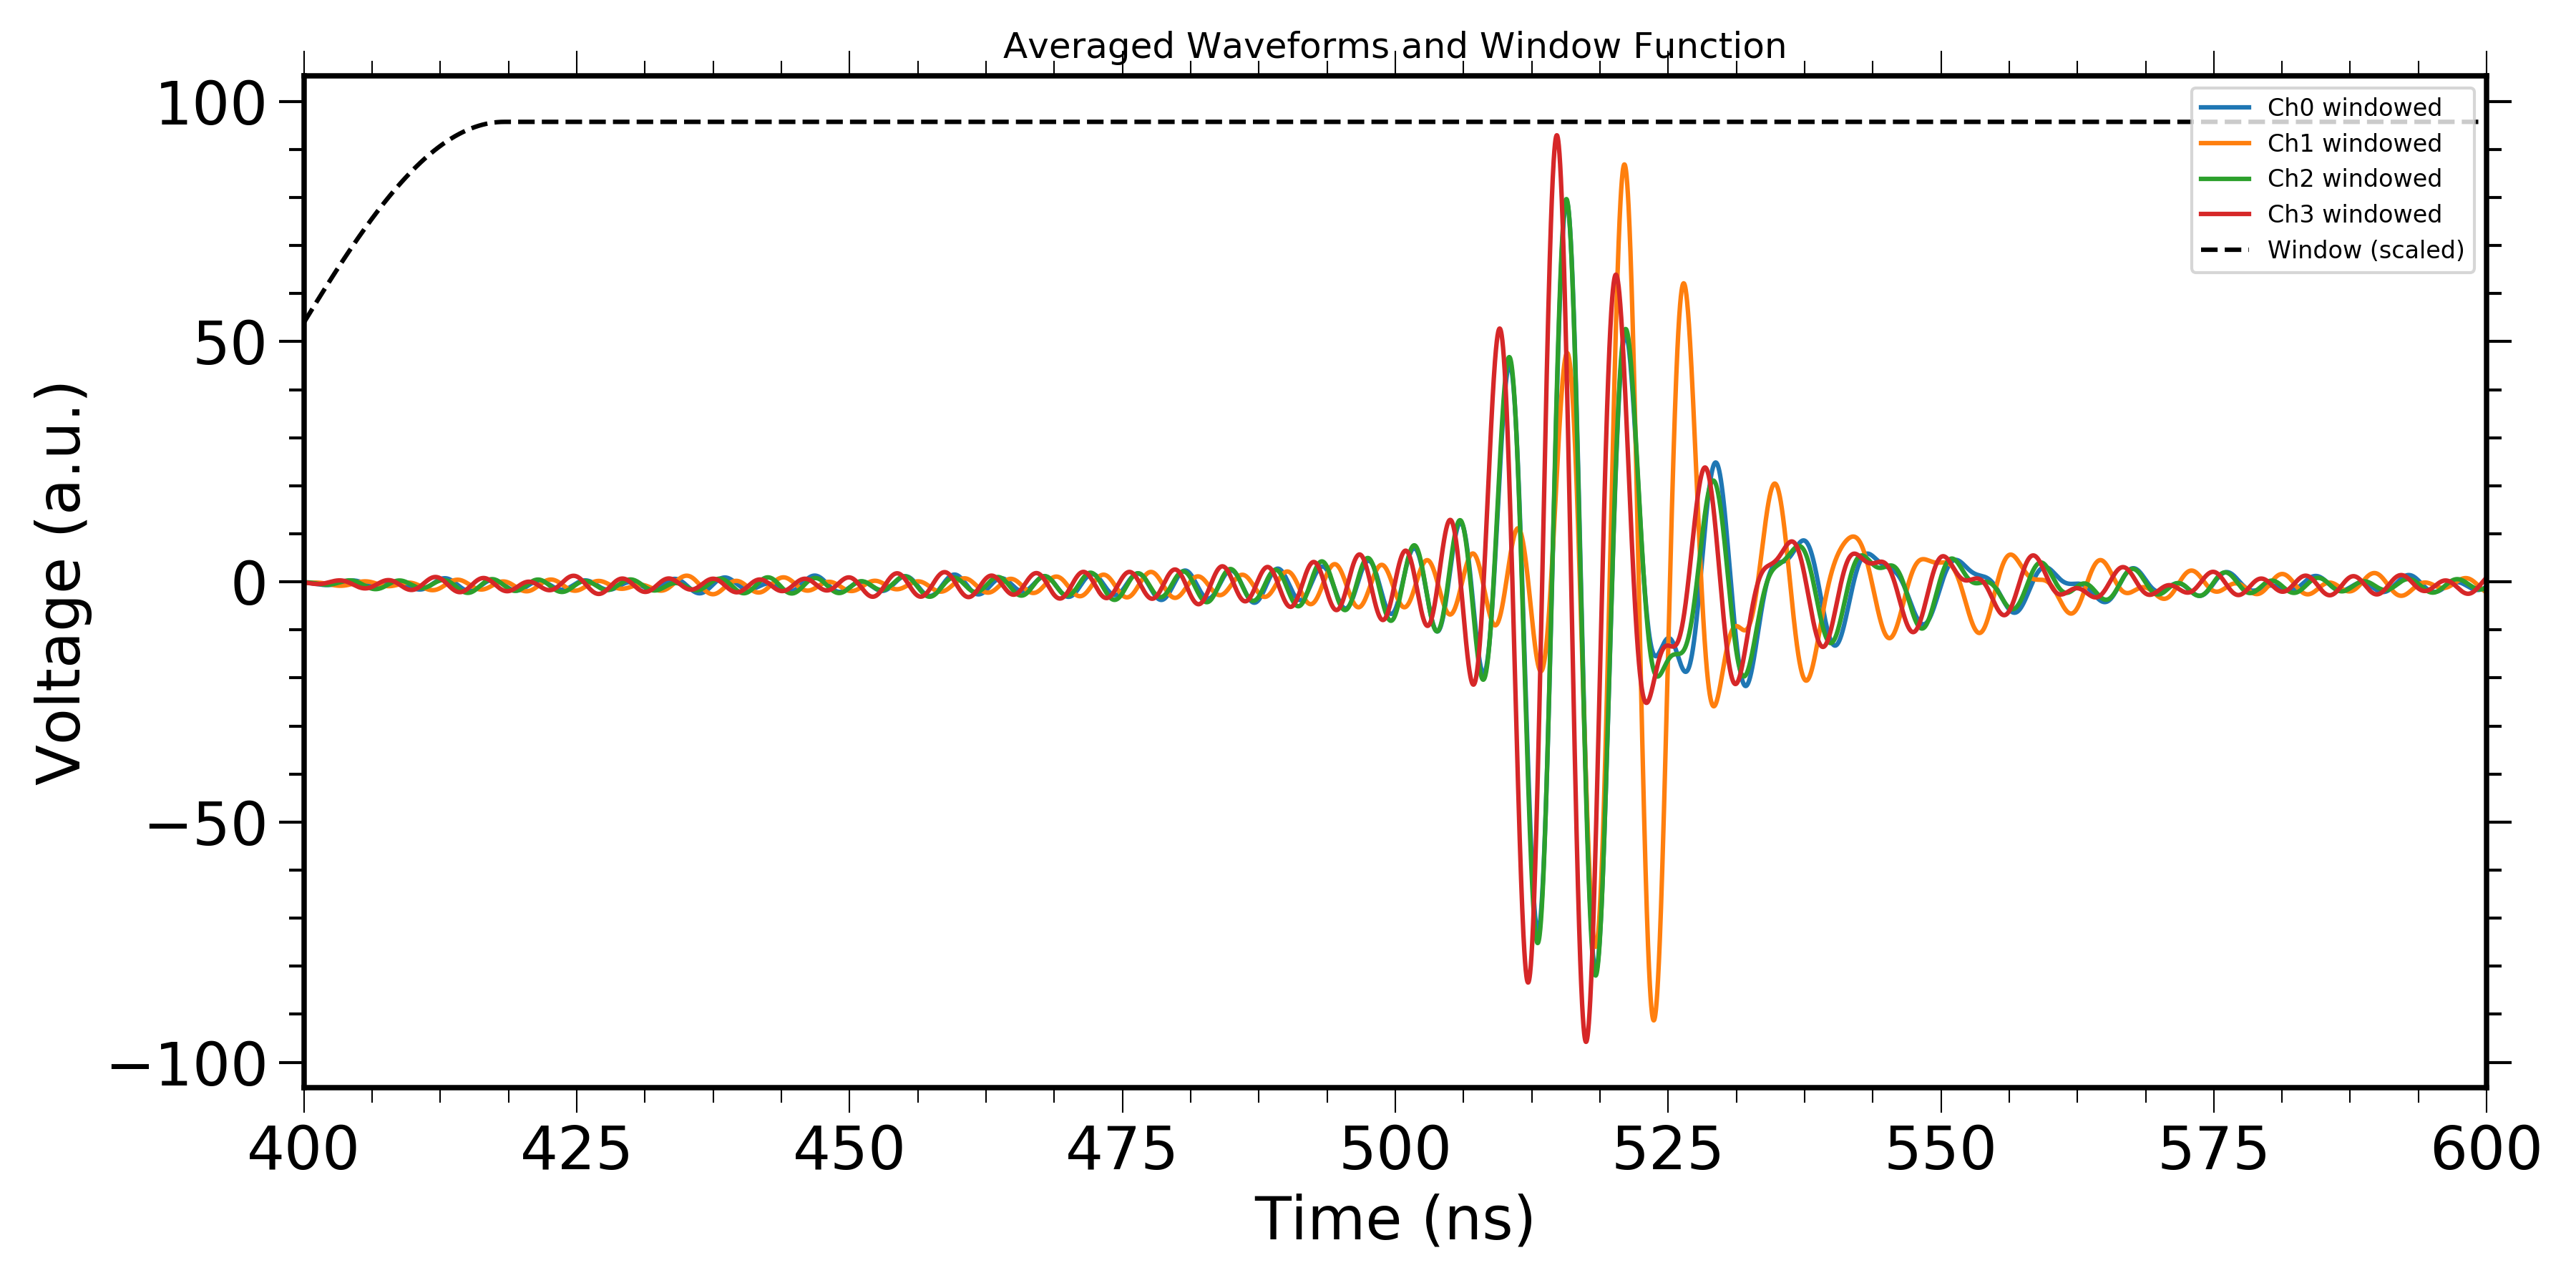 Averaged Waveforms and Window Function
100
50
0
−50
−100
Voltage (a.u.)
Ch0 windowed
Ch1 windowed
Ch2 windowed
Ch3 windowed
Window (scaled)
400 425 450 475 500 525 550 575 600
Time (ns)